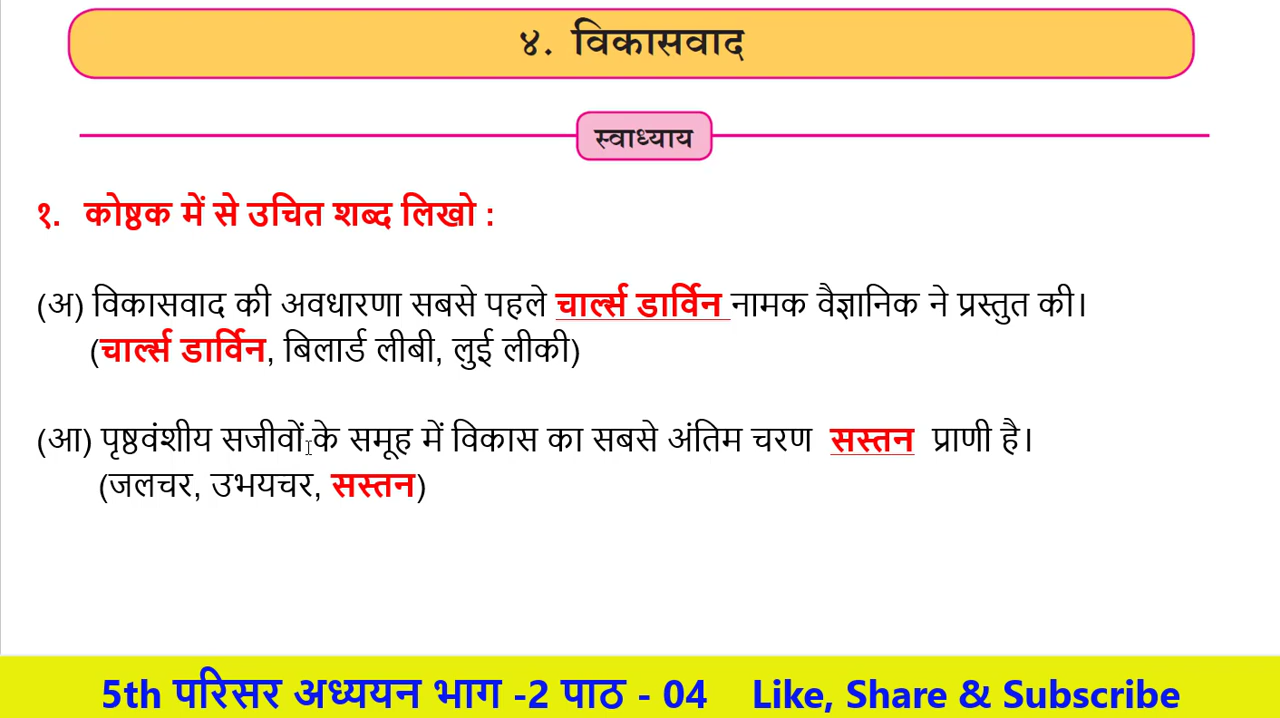 ४. विकासवाद
स्वाध्याय
१. कोष्ठक में से उचित शब्द लिखो :
(अ) विकासवाद की अवधारणा सबसे पहले चार्ल्स डार्विन नामक वैज्ञानिक ने प्रस्तुत की।
(चार्ल्स डार्विन, बिलार्ड लीबी, लुई लीकी)
(आ) पृष्ठवंशीय सजीवों के समूह में विकास का सबसे अंतिम चरण सस्तन प्राणी है।
(जलचर, उभयचर, सस्तन)
5th परिसर अध्ययन भाग -2 पाठ - 04 Like, Share & Subscribe